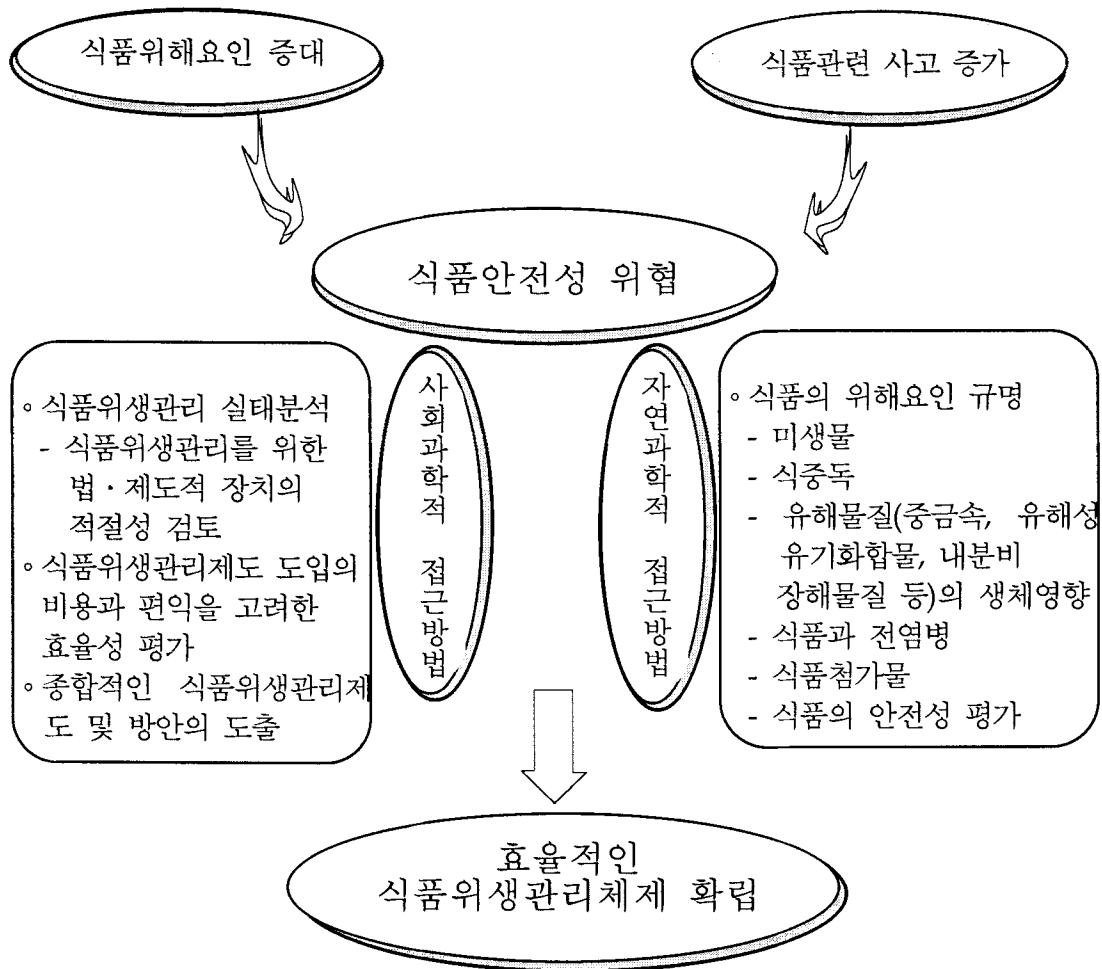 식품위해요인 증대
식품관련 사고 증가
식품안전성 위협
◦ 식품위생관리 실태분석
- 식품위생관리를 위한
법 · 제도적 장치의
적절성 검토
◦ 식품위생관리제도 도입의
비용과 편익을 고려한
효율성 평가
◦ 종합적인 식품위생관리제
도 및 방안의 도출
사회과학적 접근방법
자연과학적 접근방법
◦ 식품의 위해요인 규명
- 미생물
- 식중독
- 유해물질(중금속, 유해성
유기화합물, 내분비
장해물질 등)의 생체영향
- 식품과 전염병
- 식품첨가물
- 식품의 안전성 평가
효율적인
식품위생관리체제 확립